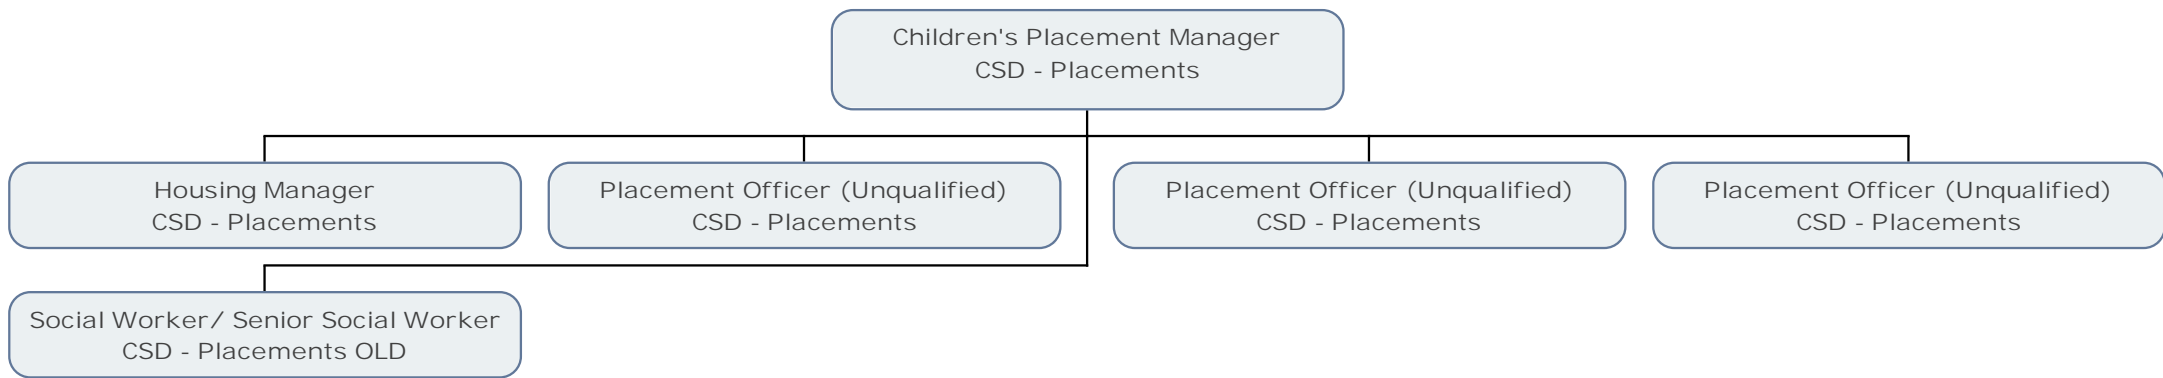 Children's Placement Manager
CSD - Placements
Housing Manager
CSD - Placements
Placement Officer (Unqualified)
CSD - Placements
Placement Officer (Unqualified)
CSD - Placements
Placement Officer (Unqualified)
CSD - Placements
Social Worker/ Senior Social Worker
CSD - Placements OLD